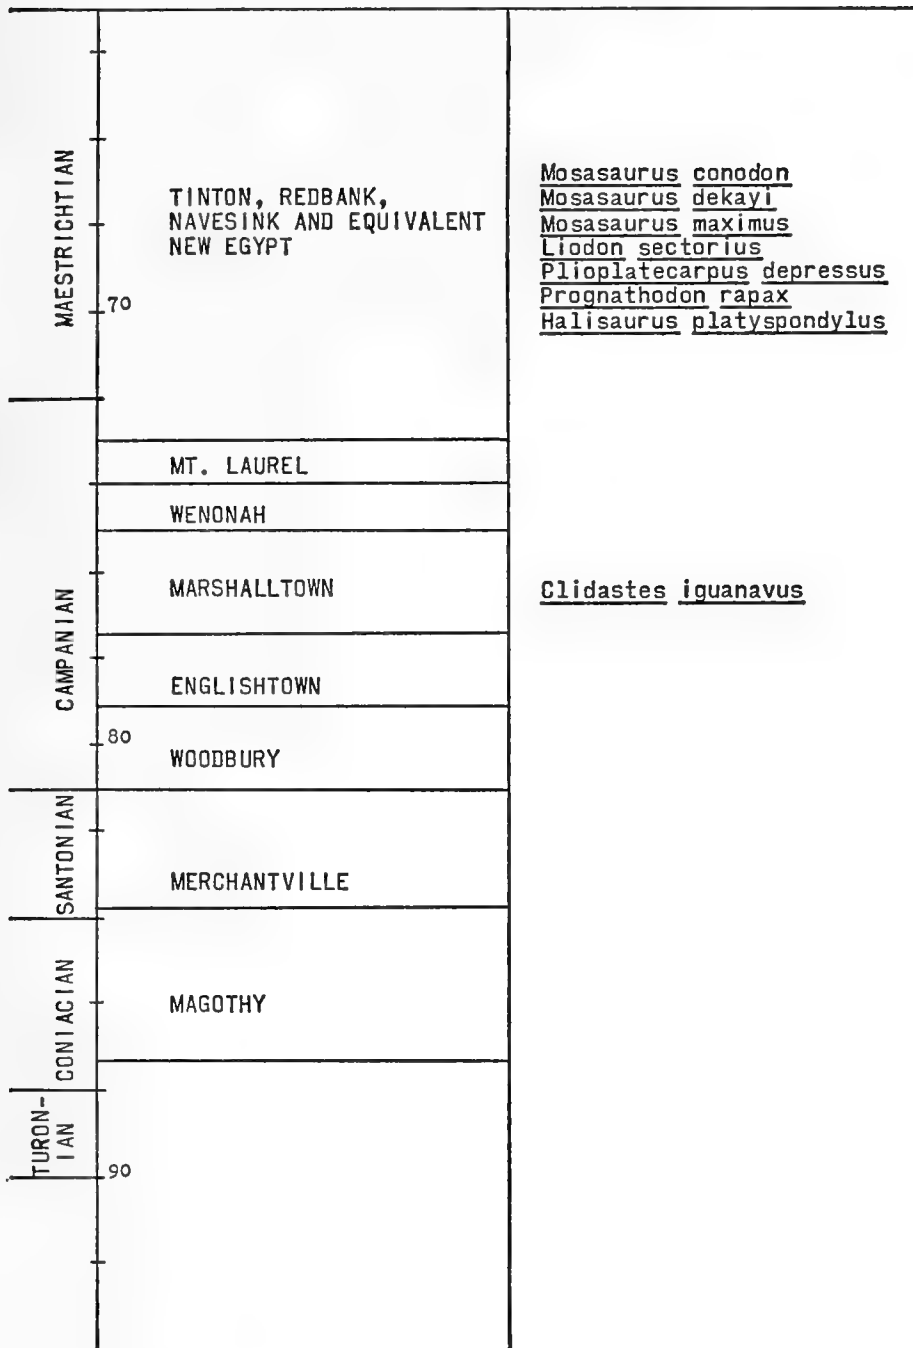 MAESTRICHTIAN
70
TINTON, REDBANK,
NAVESINK AND EQUIVALENT
NEW EGYPT
Mosasaurus conodon
Mosasaurus dekayi
Mosasaurus maximus
Liodon sectorius
Plioplatecarpus depressus
Prognathodon rapax
Halisaurus platyspondylus
CAMPANIAN
80
MT. LAUREL
WENONAH
MARSHALLTOWN
Clidastes iguanavus
ENGLISHTOWN
WOODBURY
SANTONIAN
MERCHANTVILLE
CONIACIAN
MAGOTHY
TURON-
IAN
90